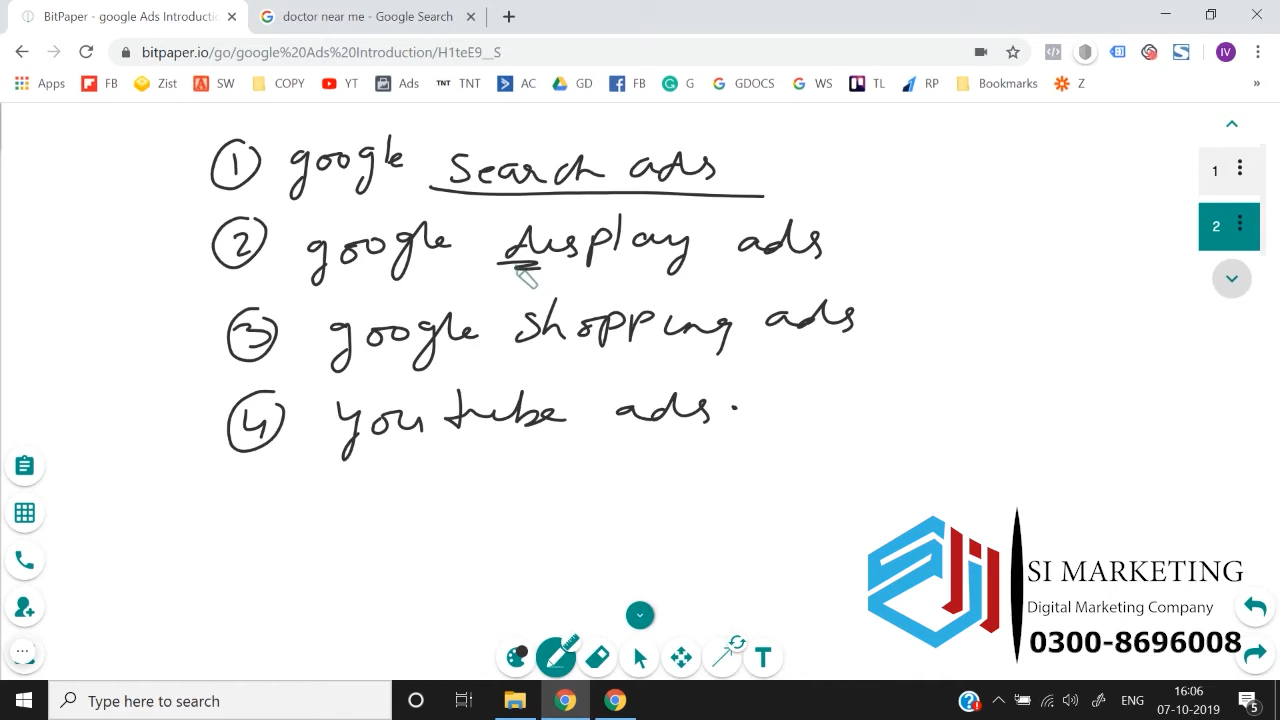 BitPaper - google Ads Introductio
doctor near me - Google Search
bitpaper.io/go/google%20Ads%20Introduction/H1teE9__S
IV
Apps FB Zist SW COPY YT Ads TNT TNT AC GD FB G GDOCS WS TL RP Bookmarks Z »
1 google search ads
2 google display ads
3 google shopping ads
4 youtube ads.
1
2
SI MARKETING
Digital Marketing Company
0300-8696008
T
Type here to search
ENG
16:06
07-10-2019
5